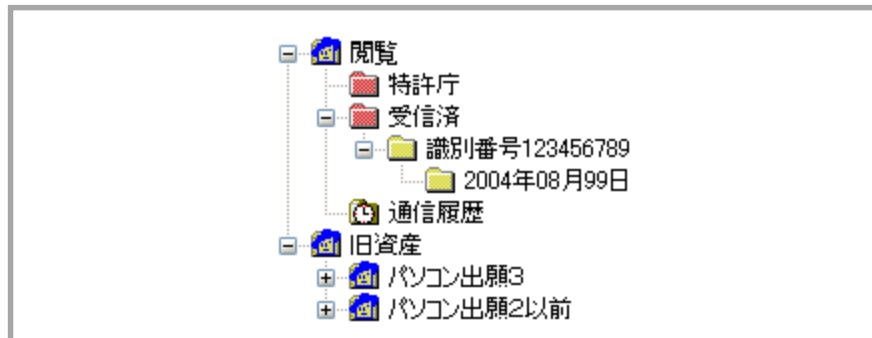 閲覧
特許庁
受信済
識別番号123456789
2004年08月99日
通信履歴
旧資産
パソコン出願3
パソコン出願2以前